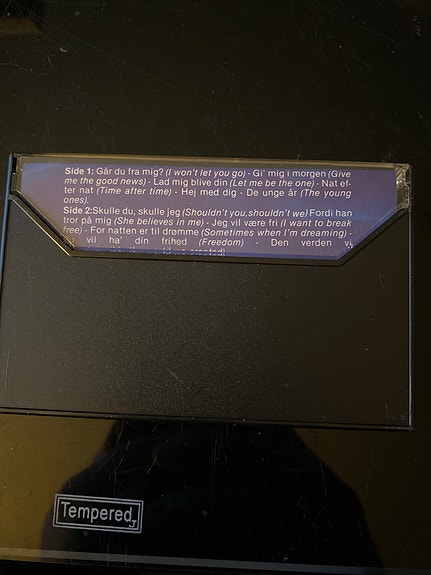 Side 1: Går du fra mig? (I won't let you go) - Gi' mig i morgen (Give
me the good news) - Lad mig blive din (Let me be the one) - Nat ef-
ter nat (Time after time) - Hej med dig - De unge år (The young
ones).
Side 2:Skulle du, skulle jeg (Shouldn't you,shouldn't we) Fordi han
tror på mig (She believes in me) - Jeg vil være fri (I want to break
free) - For natten er til drømme (Sometimes when I'm dreaming) -
vil ha' din frihed (Freedom) - Den verden vi
created)
Tempered